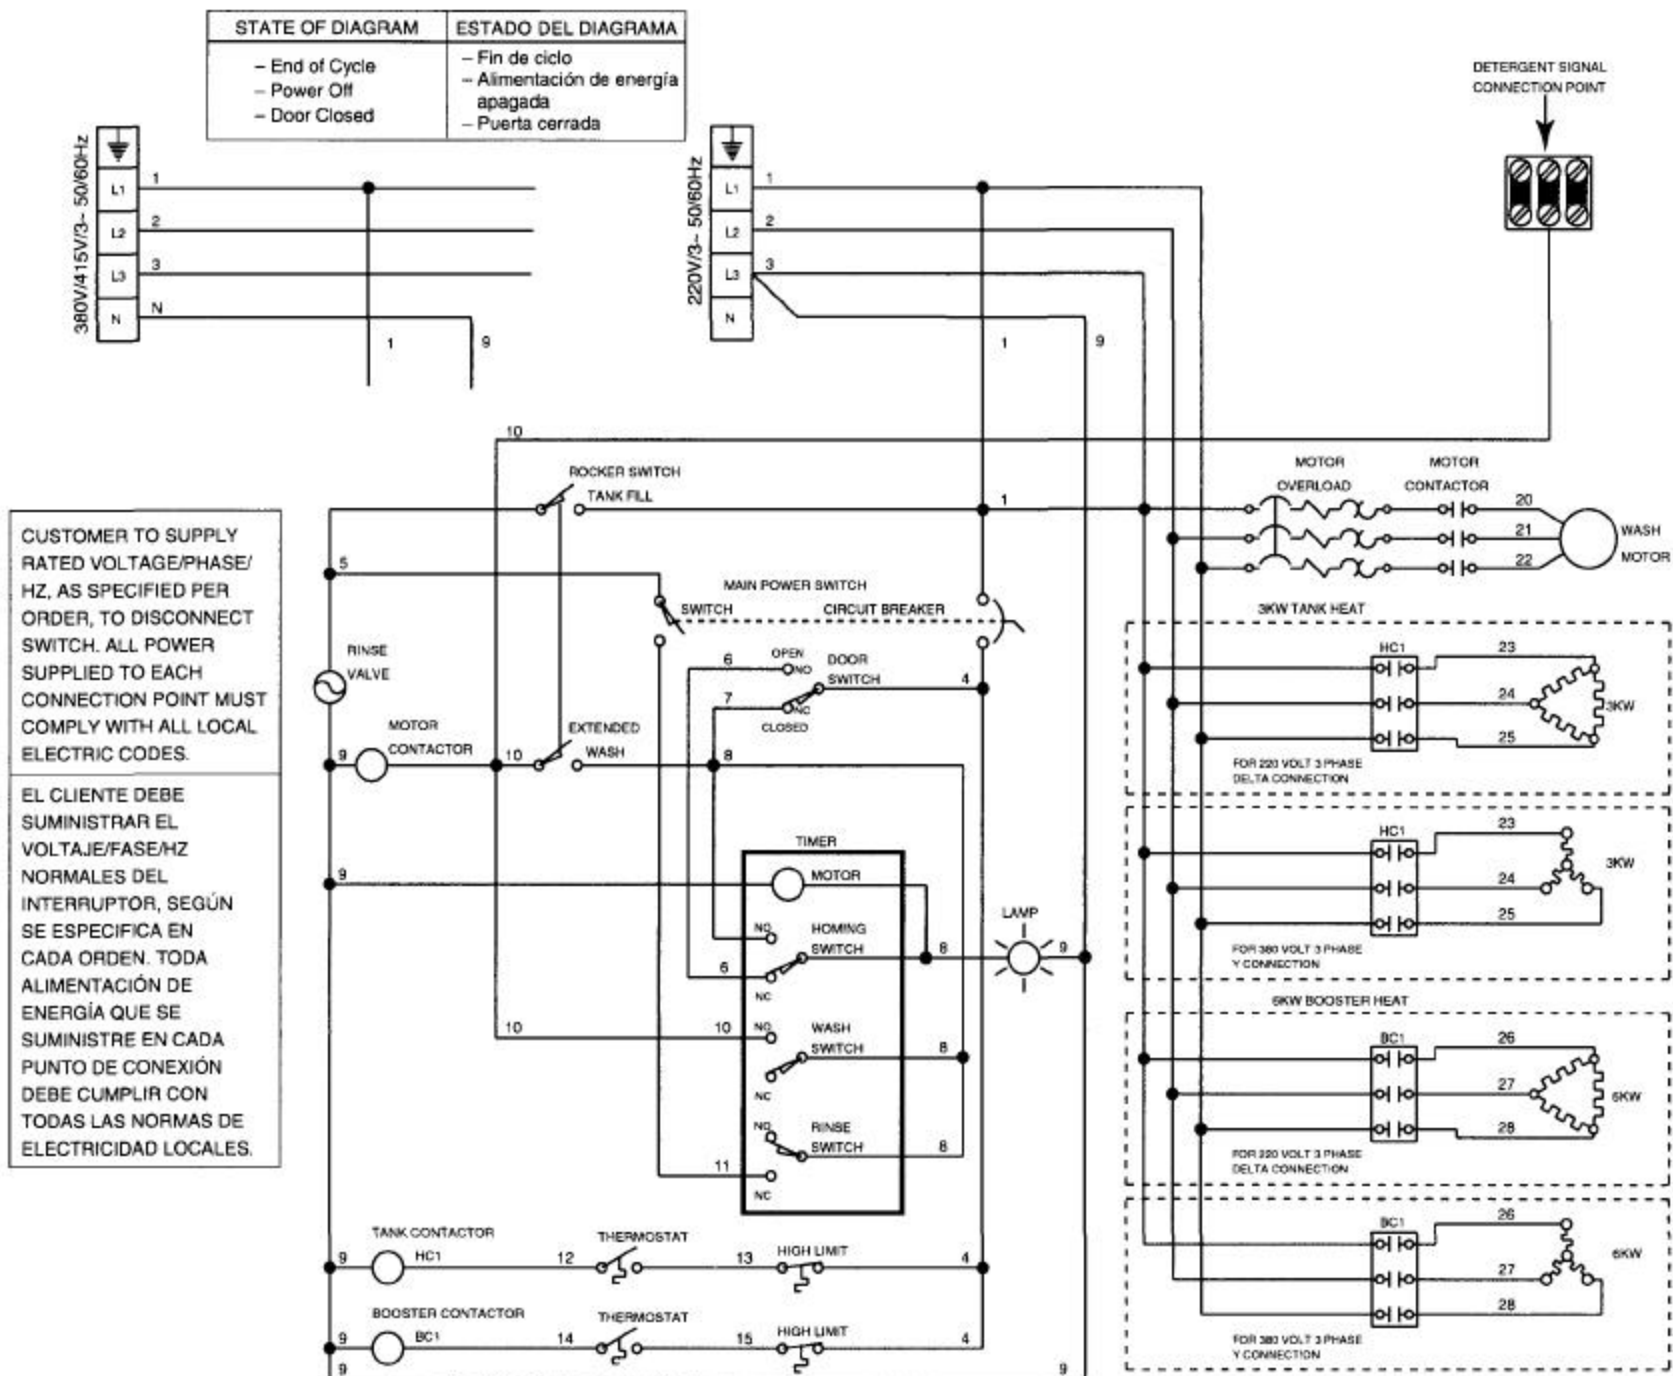 STATE OF DIAGRAM
– End of Cycle
– Power Off
– Door Closed
ESTADO DEL DIAGRAMA
– Fin de ciclo
– Alimentación de energía
apagada
– Puerta cerrada
380V/415V/3~ 50/60Hz
L1
L2
L3
N
1
2
3
N
1
9
220V/3~ 50/60Hz
L1
L2
L3
N
1
2
3
1
9
DETERGENT SIGNAL
CONNECTION POINT
CUSTOMER TO SUPPLY
RATED VOLTAGE/PHASE/
HZ, AS SPECIFIED PER
ORDER, TO DISCONNECT
SWITCH. ALL POWER
SUPPLIED TO EACH
CONNECTION POINT MUST
COMPLY WITH ALL LOCAL
ELECTRIC CODES.
EL CLIENTE DEBE
SUMINISTRAR EL
VOLTAJE/FASE/HZ
NORMALES DEL
INTERRUPTOR, SEGÚN
SE ESPECIFICA EN
CADA ORDEN. TODA
ALIMENTACIÓN DE
ENERGÍA QUE SE
SUMINISTRE EN CADA
PUNTO DE CONEXIÓN
DEBE CUMPLIR CON
TODAS LAS NORMAS DE
ELECTRICIDAD LOCALES.
10
ROCKER SWITCH
TANK FILL
1
5
MAIN POWER SWITCH
SWITCH
CIRCUIT BREAKER
RINSE
VALVE
6
OPEN
NO
DOOR
SWITCH
4
7
NC
CLOSED
9
MOTOR
CONTACTOR
10
EXTENDED
WASH
8
TIMER
9
MOTOR
NO
HOMING
SWITCH
8
6
NC
LAMP
9
10
10
NO
WASH
SWITCH
8
NC
NO
RINSE
SWITCH
8
11
NC
TANK CONTACTOR
9
HC1
12
THERMOSTAT
13
HIGH LIMIT
4
BOOSTER CONTACTOR
9
BC1
14
THERMOSTAT
15
HIGH LIMIT
4
9
9
MOTOR
OVERLOAD
MOTOR
CONTACTOR
20
21
22
WASH
MOTOR
3KW TANK HEAT
HC1
23
24
25
3KW
FOR 220 VOLT 3 PHASE
DELTA CONNECTION
HC1
23
24
25
3KW
FOR 380 VOLT 3 PHASE
Y CONNECTION
6KW BOOSTER HEAT
BC1
26
27
28
6KW
FOR 220 VOLT 3 PHASE
DELTA CONNECTION
BC1
26
27
28
6KW
FOR 380 VOLT 3 PHASE
Y CONNECTION